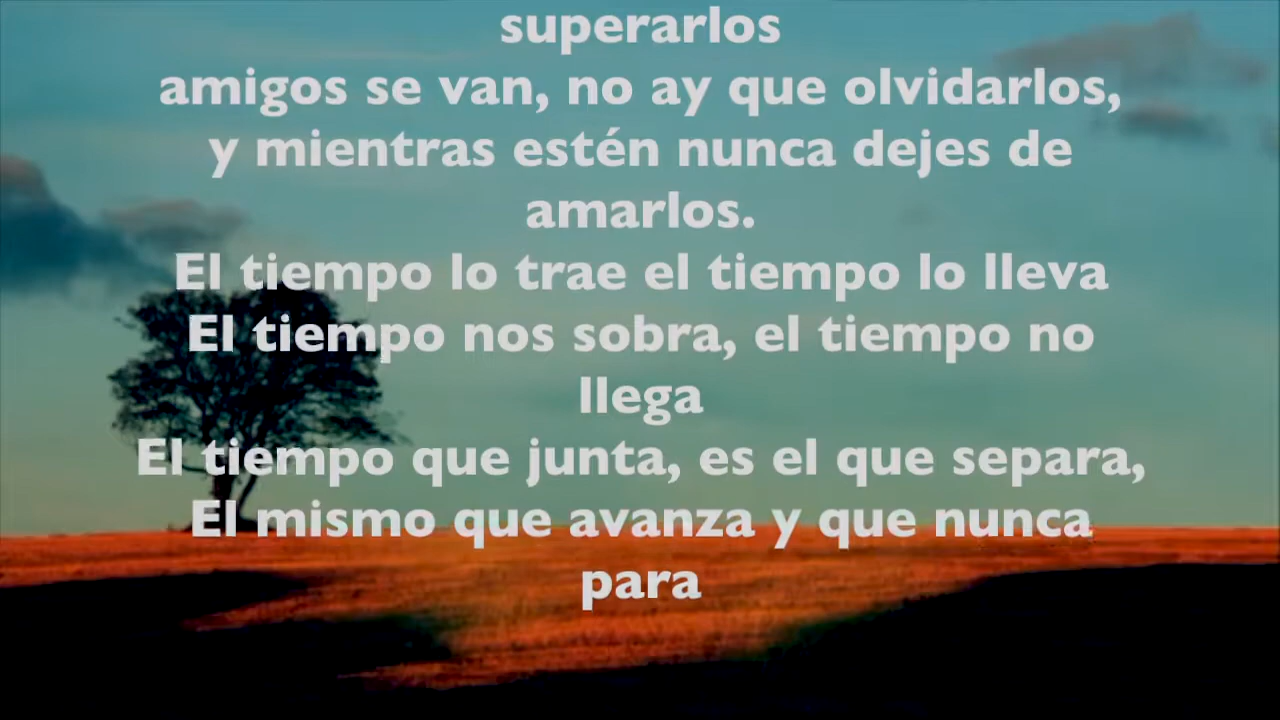 superarlos
amigos se van, no ay que olvidarlos,
y mientras estén nunca dejes de
amarlos.
El tiempo lo trae el tiempo lo lleva
El tiempo nos sobra, el tiempo no
llega
El tiempo que junta, es el que separa,
El mismo que avanza y que nunca
para